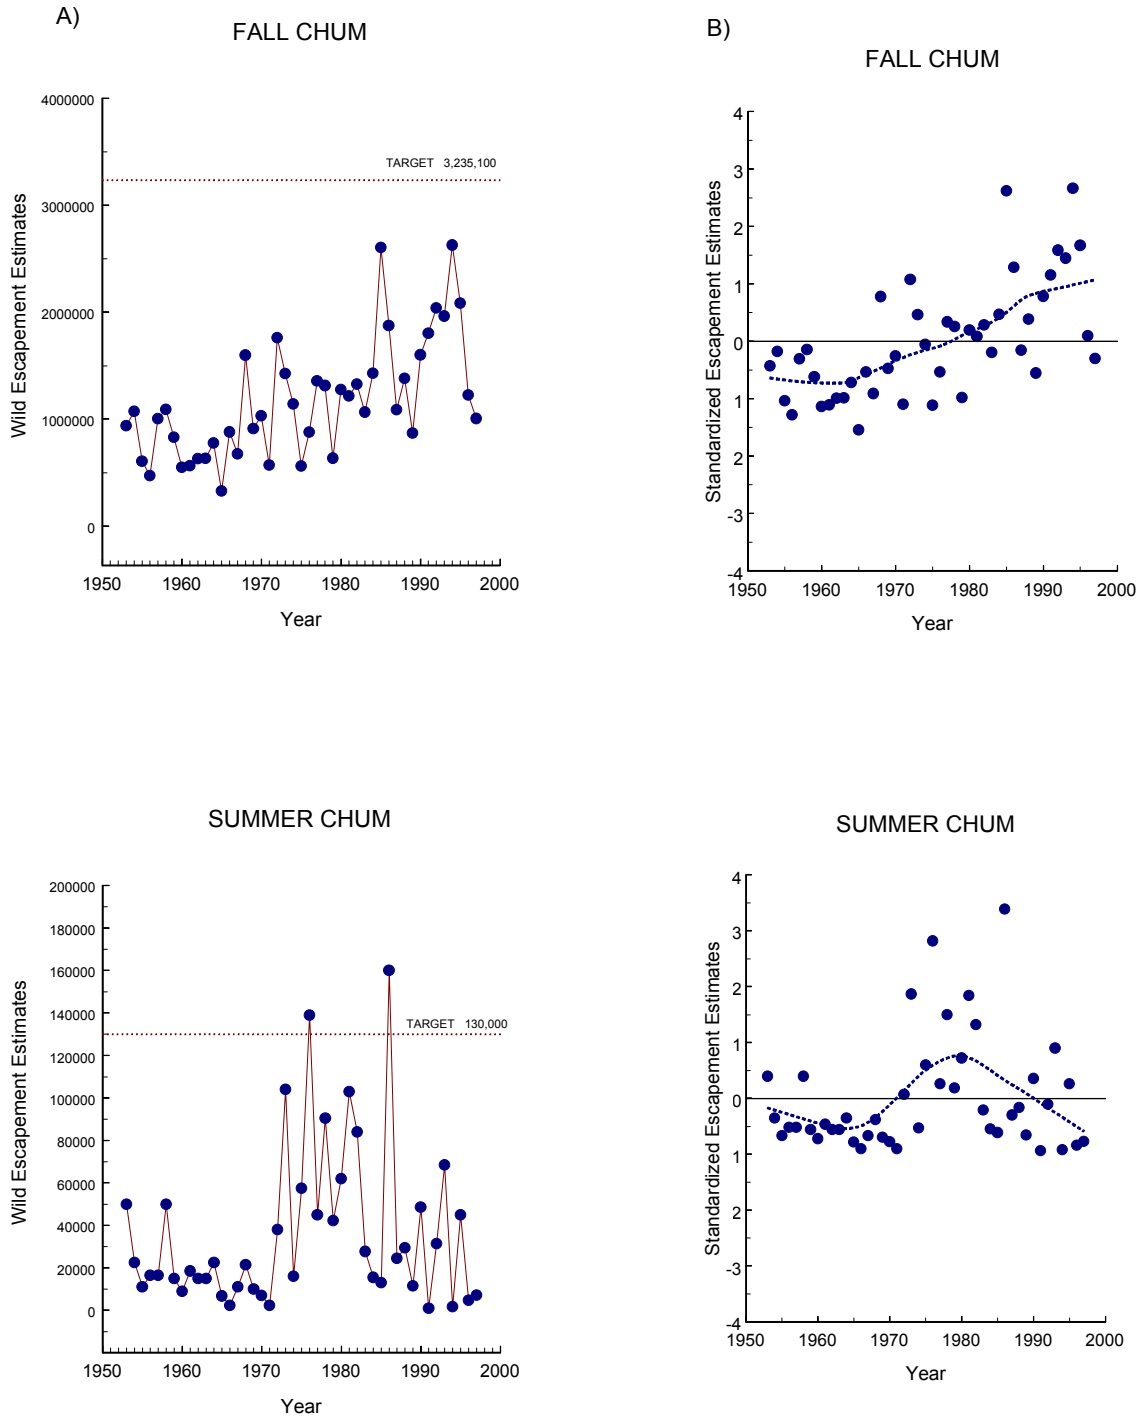 A)
FALL CHUM
4000000
3000000
2000000
1000000
0
TARGET 3,235,100
Wild Escapement Estimates
1950 1960 1970 1980 1990 2000
Year
B)
FALL CHUM
4
3
2
1
0
1
2
-3
-4
Standardized Escapement Estimates
1950 1960 1970 1980 1990 2000
Year
SUMMER CHUM
200000
180000
160000
140000
120000
100000
80000
60000
40000
20000
0
TARGET 130,000
Wild Escapement Estimates
1950 1960 1970 1980 1990 2000
Year
SUMMER CHUM
4
3
2
1
0
1
2
-3
-4
Standardized Escapement Estimates
1950 1960 1970 1980 1990 2000
Year